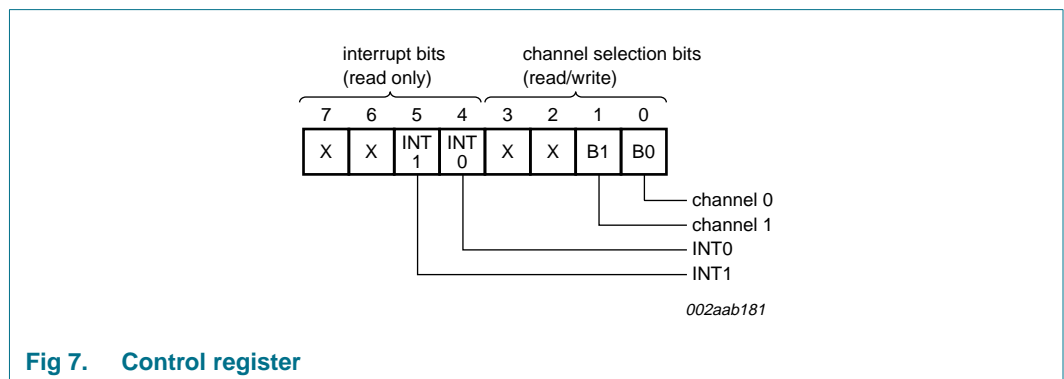 interrupt bits channel selection bits
(read only) (read/write)
7 6 5 4 3 2 1 0
X X INT 1 INT 0 X X B1 B0
channel 0
channel 1
INT0
INT1
002aab181
Fig 7. Control register